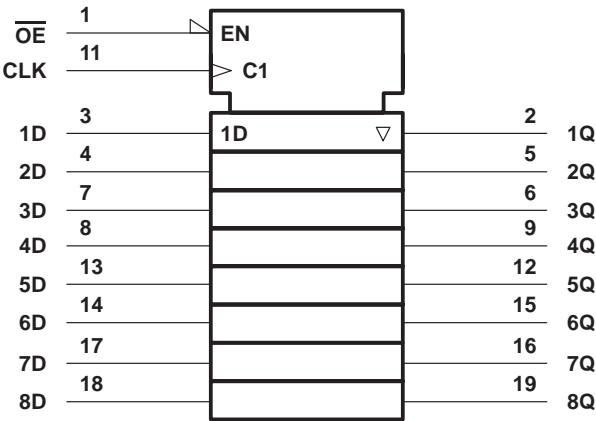 1
OE EN
11
CLK C1
3 2
1D 1D 1Q
4 5
2D 2Q
7 6
3D 3Q
8 9
4D 4Q
13 12
5D 5Q
14 15
6D 6Q
17 16
7D 7Q
18 19
8D 8Q